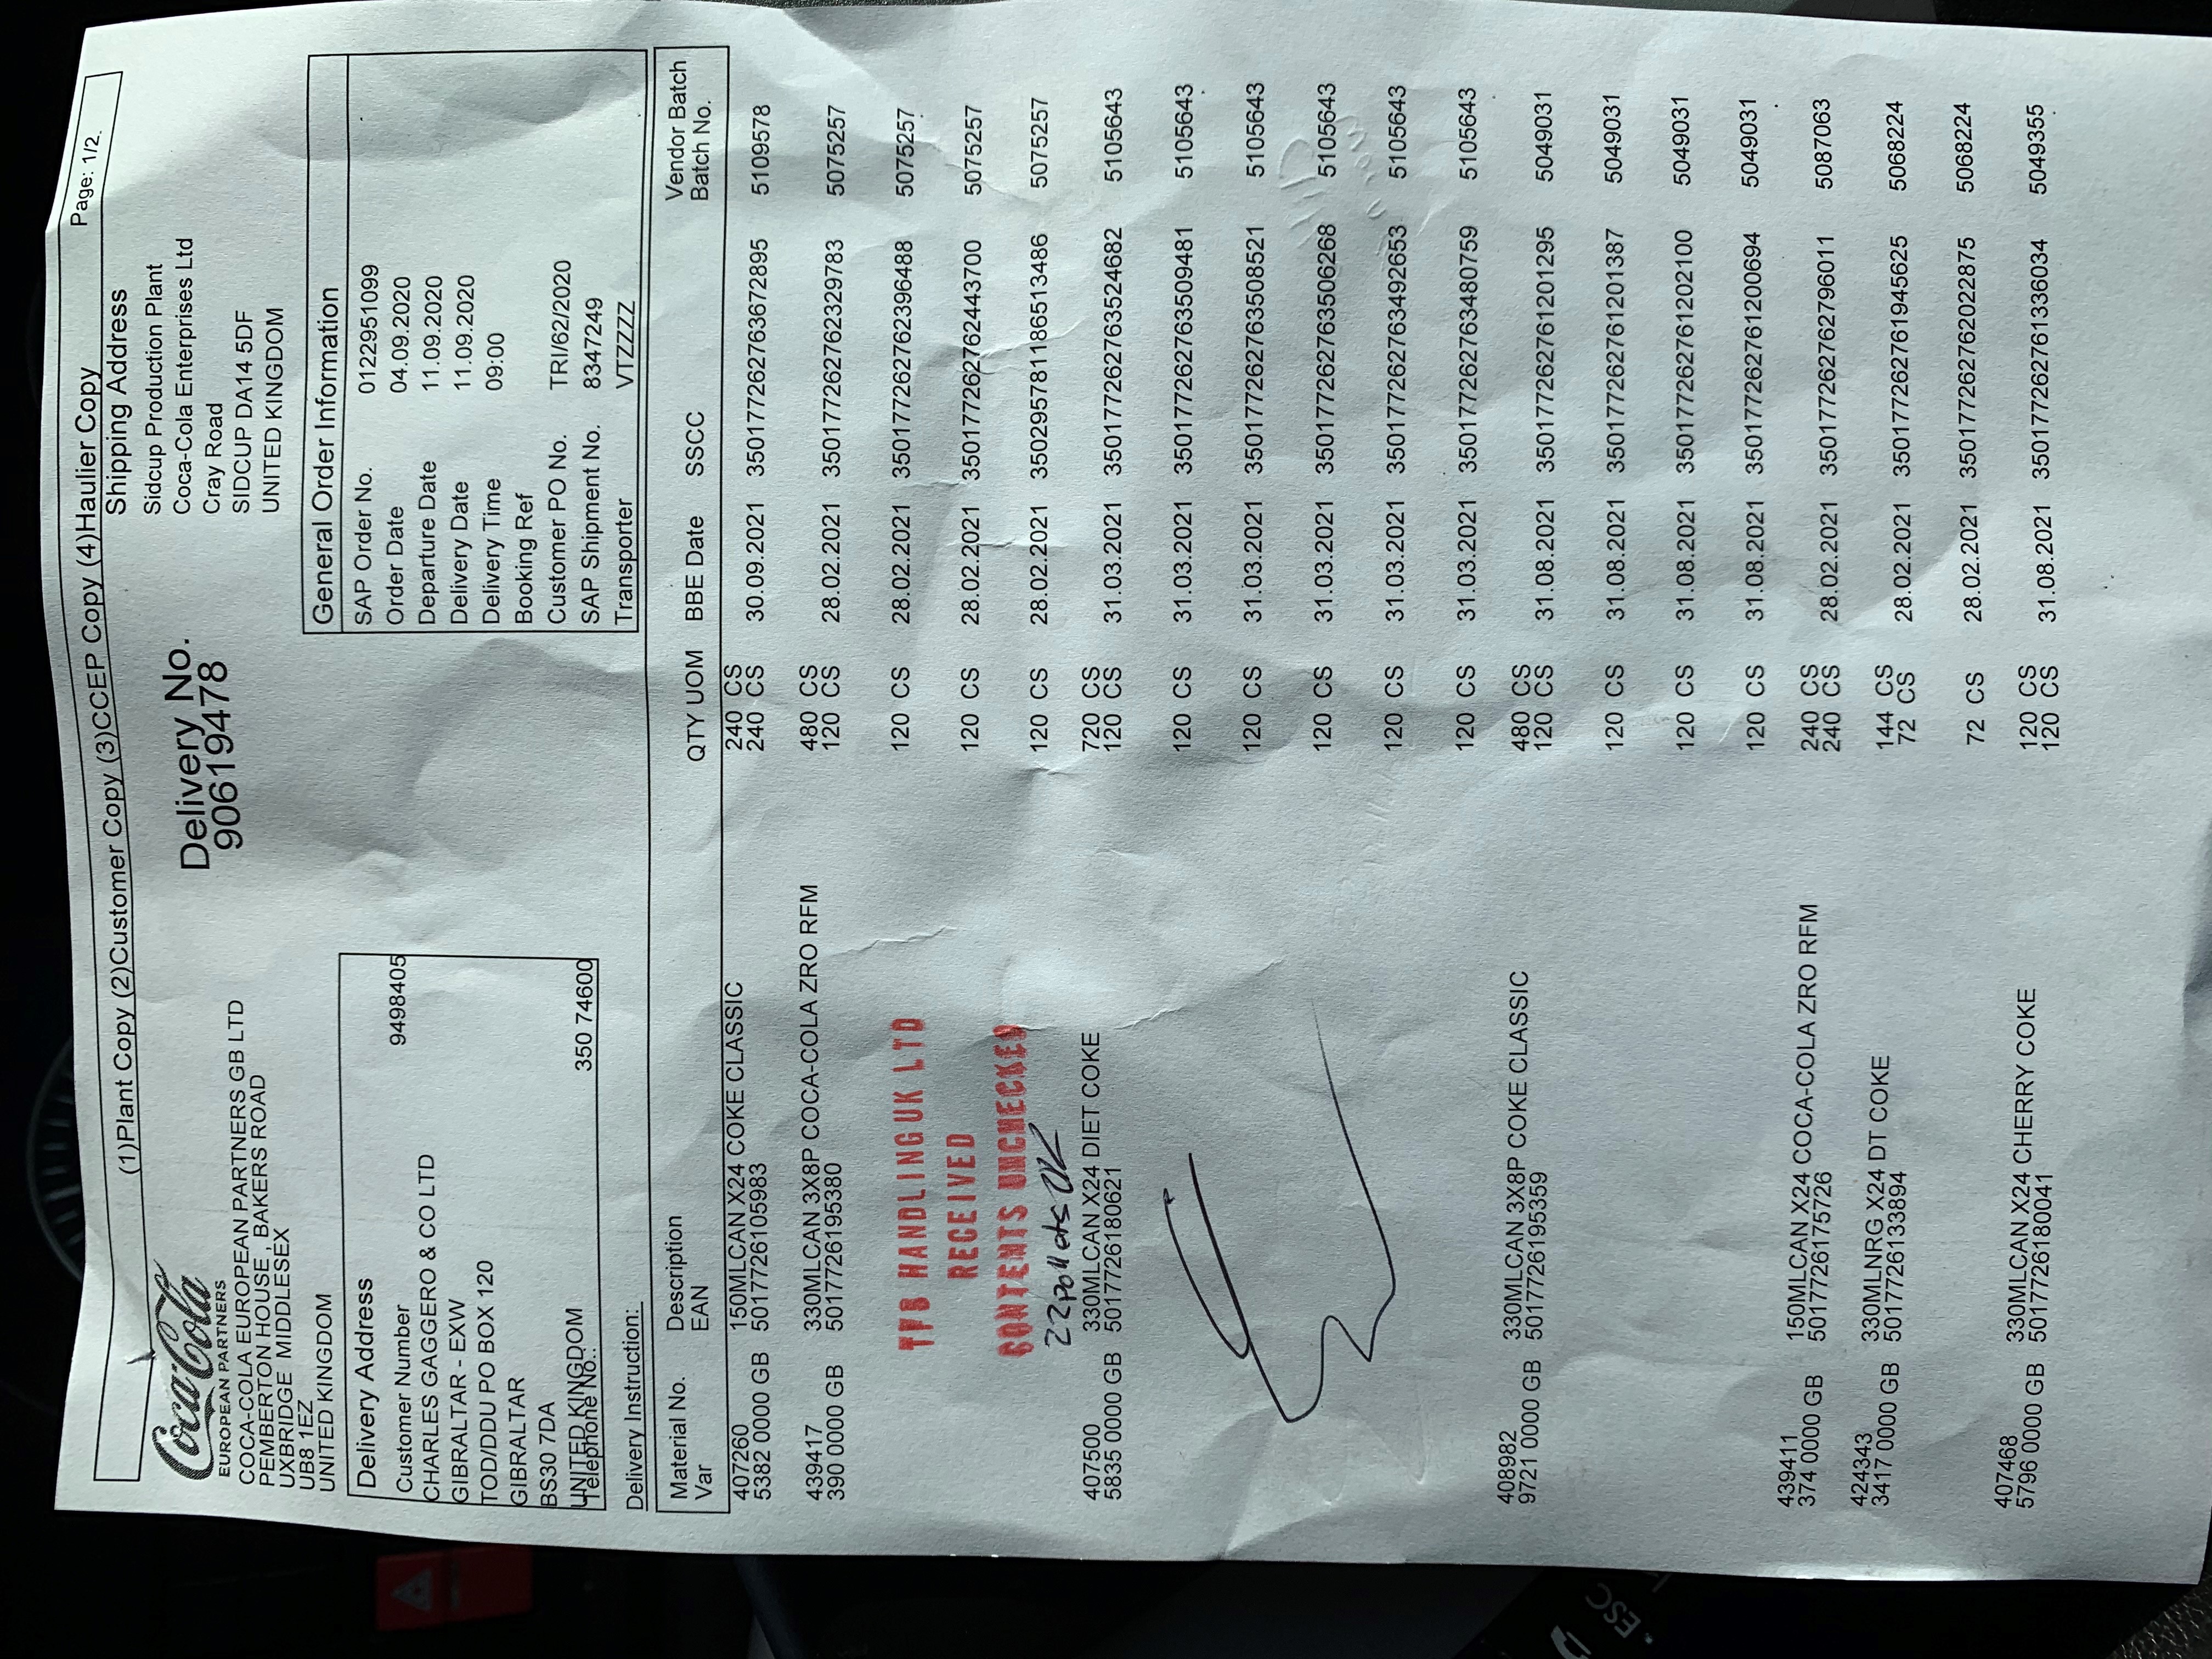 Page: 1/2.
(1)Plant Copy (2)Customer Copy (3)CCEP Copy (4)Haulier Copy
Coca-Cola
EUROPEAN PARTNERS
COCA-COLA EUROPEAN PARTNERS GB LTD
PEMBERTON HOUSE , BAKERS ROAD
UXBRIDGE MIDDLESEX
UB8 1EZ
UNITED KINGDOM
Delivery No.
90619478
Shipping Address
Sidcup Production Plant
Coca-Cola Enterprises Ltd
Cray Road
SIDCUP DA14 5DF
UNITED KINGDOM
Delivery Address
Customer Number 9498405
CHARLES GAGGERO & CO LTD
GIBRALTAR - EXW
TOD/DDU PO BOX 120
GIBRALTAR
BS30 7DA
UNITED KINGDOM
Telephone No.: 350 74600
General Order Information
SAP Order No. 0122951099
Order Date 04.09.2020
Departure Date 11.09.2020
Delivery Date 11.09.2020
Delivery Time 09:00
Booking Ref
Customer PO No. TRI/62/2020
SAP Shipment No. 8347249
Transporter VTZZZZ
Delivery Instruction:
Material No. Description QTY UOM BBE Date SSCC Vendor Batch
Var EAN Batch No.
407260 150MLCAN X24 COKE CLASSIC 240 CS
5382 0000 GB 5017726105983 240 CS 30.09.2021 350177262763672895 5109578
439417 330MLCAN 3X8P COCA-COLA ZRO RFM 480 CS
390 0000 GB 5017726195380 120 CS 28.02.2021 350177262762329783 5075257
120 CS 28.02.2021 350177262762396488 5075257
120 CS 28.02.2021 350177262762443700 5075257
120 CS 28.02.2021 350295781186513486 5075257
TPB HANDLING UK LTD
RECEIVED
CONTENTS UNCHECKED
22 pallets OK
407500 330MLCAN X24 DIET COKE 720 CS
5835 0000 GB 5017726180621 120 CS 31.03.2021 350177262763524682 5105643
120 CS 31.03.2021 350177262763509481 5105643
120 CS 31.03.2021 350177262763508521 5105643
120 CS 31.03.2021 350177262763506268 5105643
120 CS 31.03.2021 350177262763492653 5105643
120 CS 31.03.2021 350177262763480759 5105643
408982 330MLCAN 3X8P COKE CLASSIC 480 CS
9721 0000 GB 5017726195359 120 CS 31.08.2021 350177262761201295 5049031
120 CS 31.08.2021 350177262761201387 5049031
120 CS 31.08.2021 350177262761202100 5049031
120 CS 31.08.2021 350177262761200694 5049031
439411 150MLCAN X24 COCA-COLA ZRO RFM 240 CS
374 0000 GB 5017726175726 240 CS 28.02.2021 350177262762796011 5087063
424343 330MLNRG X24 DT COKE 144 CS
3417 0000 GB 5017726133894 72 CS 28.02.2021 350177262761945625 5068224
72 CS 28.02.2021 350177262762022875 5068224
407468 330MLCAN X24 CHERRY COKE 120 CS
5796 0000 GB 5017726180041 120 CS 31.08.2021 350177262761336034 5049355
ESC